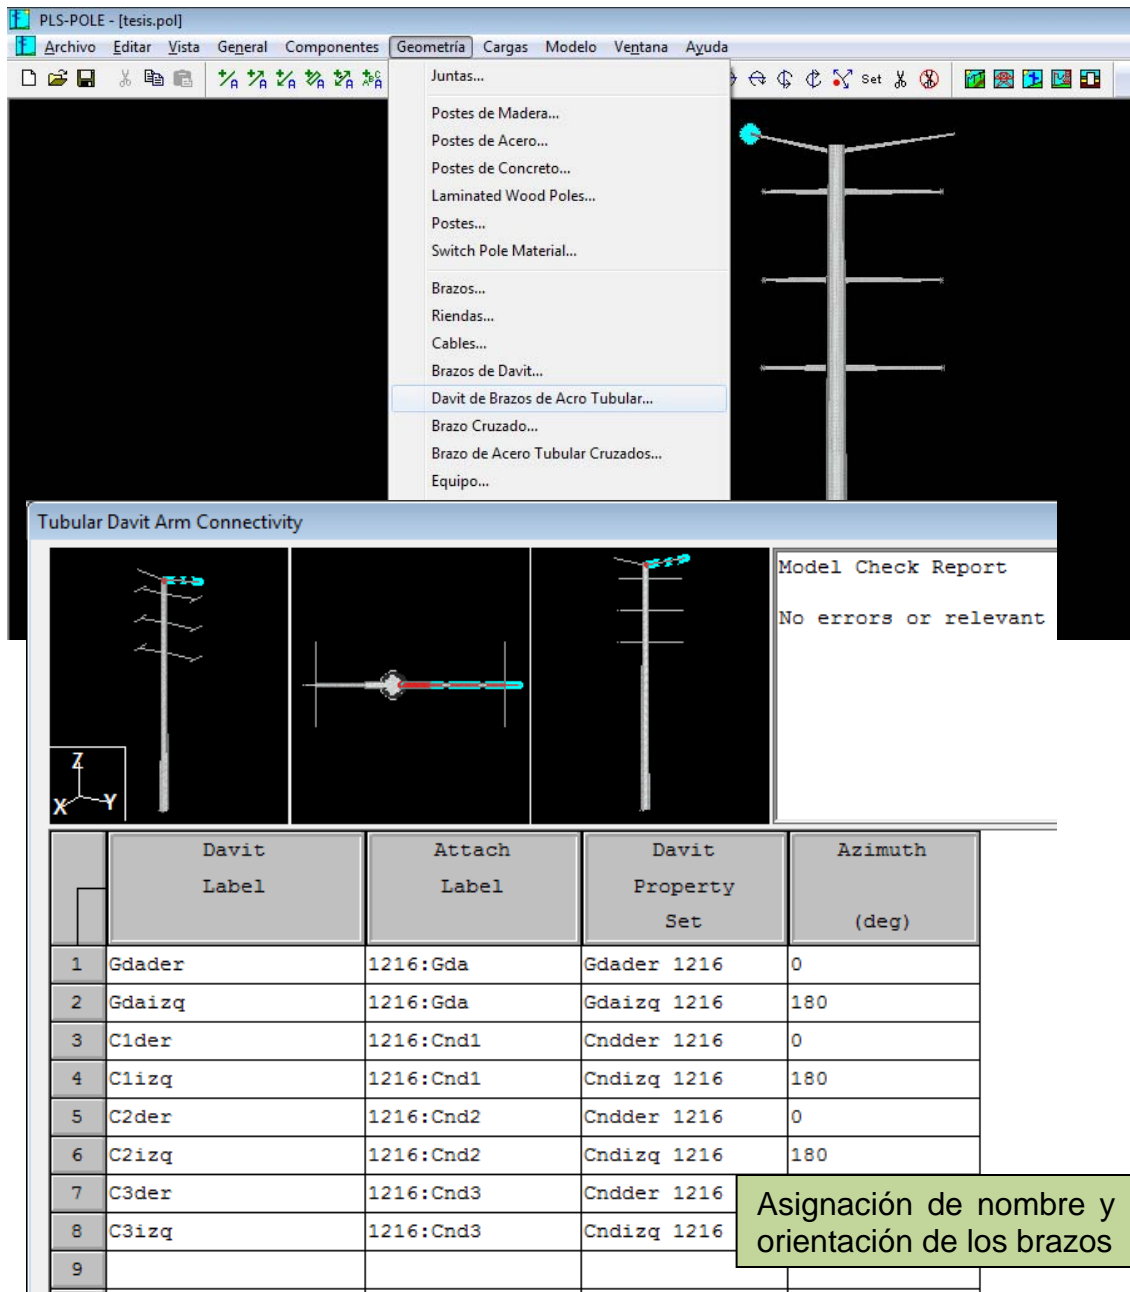 PLS-POLE - [tesis.pol]
Archivo Editar Vista General Componentes Geometría Cargas Modelo Ventana Ayuda
Set
Juntas...
Postes de Madera...
Postes de Acero...
Postes de Concreto...
Laminated Wood Poles...
Postes...
Switch Pole Material...
Brazos...
Riendas...
Cables...
Brazos de Davit...
Davit de Brazos de Acro Tubular...
Brazo Cruzado...
Brazo de Acero Tubular Cruzados...
Equipo...
Tubular Davit Arm Connectivity
Model Check Report
No errors or relevant
Z
X Y
Davit Label Attach Label Davit Property Set Azimuth (deg)
1 Gdader 1216:Gda Gdader 1216 0
2 Gdaizq 1216:Gda Gdaizq 1216 180
3 C1der 1216:Cnd1 Cndder 1216 0
4 C1izq 1216:Cnd1 Cndizq 1216 180
5 C2der 1216:Cnd2 Cndder 1216 0
6 C2izq 1216:Cnd2 Cndizq 1216 180
7 C3der 1216:Cnd3 Cndder 1216
8 C3izq 1216:Cnd3 Cndizq 1216
9
Asignación de nombre y
orientación de los brazos